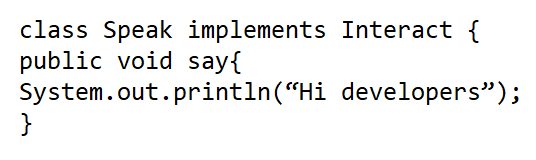 class Speak implements Interact {
public void say{
System.out.println(“Hi developers”);
}